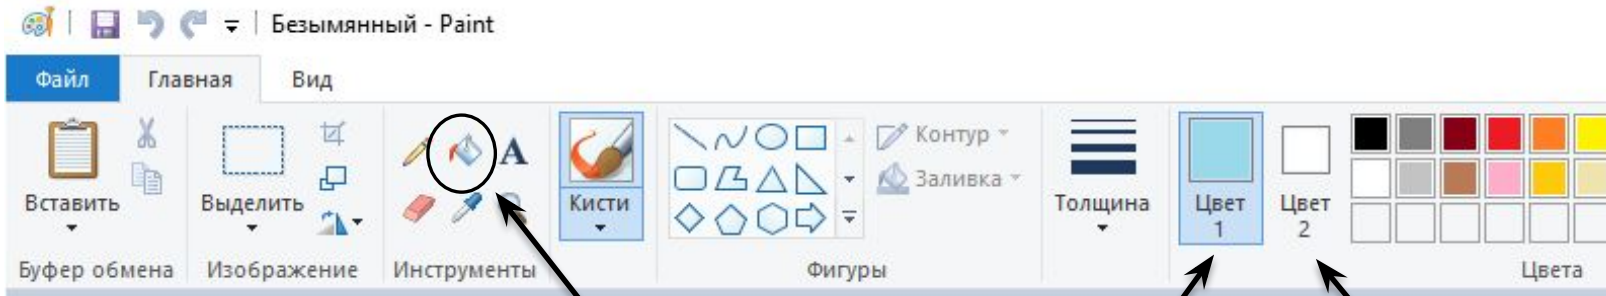 Безымянный - Paint
Файл Главная Вид
Контур
Заливка
Вставить Выделить A Кисти Толщина Цвет 1 Цвет 2
Буфер обмена Изображение Инструменты Фигуры Цвета